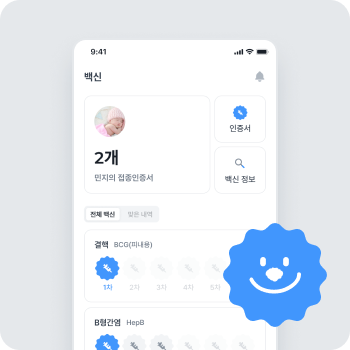 9:41
백신
2개
민지의 접종인증서
인증서
백신 정보
전체 백신
맞은 내역
결핵 BCG(피내용)
1차 2차 3차 4차 5차
B형간염 HepB